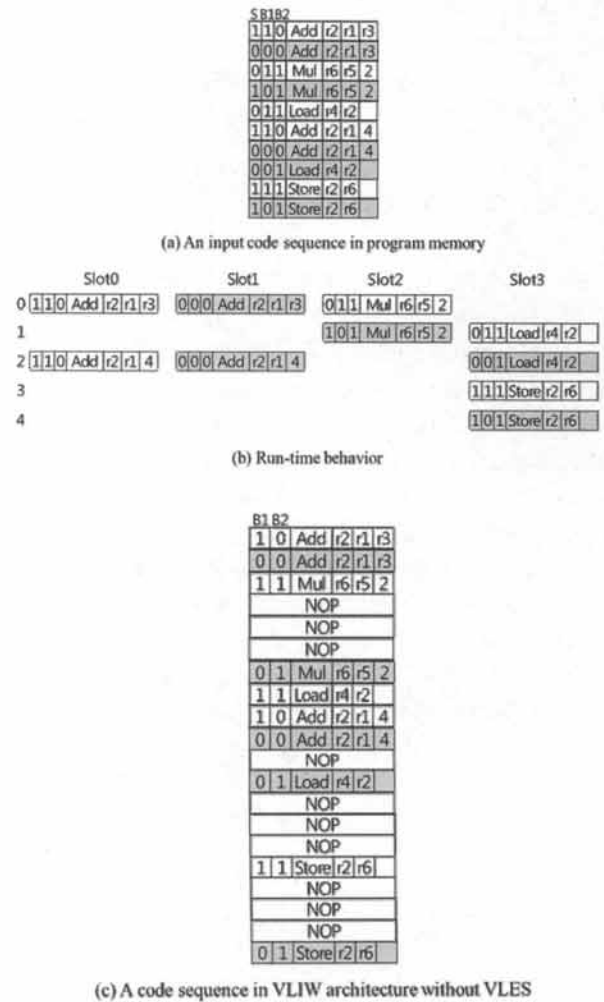 S B1 B2
1 1 0 Add r2 r1 r3
0 0 0 Add r2 r1 r3
0 1 1 Mul r6 r5 2
1 0 1 Mul r6 r5 2
0 1 1 Load r4 r2
1 1 0 Add r2 r1 4
0 0 0 Add r2 r1 4
0 0 1 Load r4 r2
1 1 1 Store r2 r6
1 0 1 Store r2 r6
(a) An input code sequence in program memory
Slot0 Slot1 Slot2 Slot3
0 1 1 0 Add r2 r1 r3 0 0 0 Add r2 r1 r3 0 1 1 Mul r6 r5 2
1 1 0 1 Mul r6 r5 2 0 1 1 Load r4 r2
2 1 1 0 Add r2 r1 4 0 0 0 Add r2 r1 4 0 0 1 Load r4 r2
3 1 1 1 Store r2 r6
4 1 0 1 Store r2 r6
(b) Run-time behavior
B1 B2
1 0 Add r2 r1 r3
0 0 Add r2 r1 r3
1 1 Mul r6 r5 2
NOP
NOP
NOP
0 1 Mul r6 r5 2
1 1 Load r4 r2
1 0 Add r2 r1 4
0 0 Add r2 r1 4
NOP
0 1 Load r4 r2
NOP
NOP
NOP
1 1 Store r2 r6
NOP
NOP
NOP
0 1 Store r2 r6
(c) A code sequence in VLIW architecture without VLES